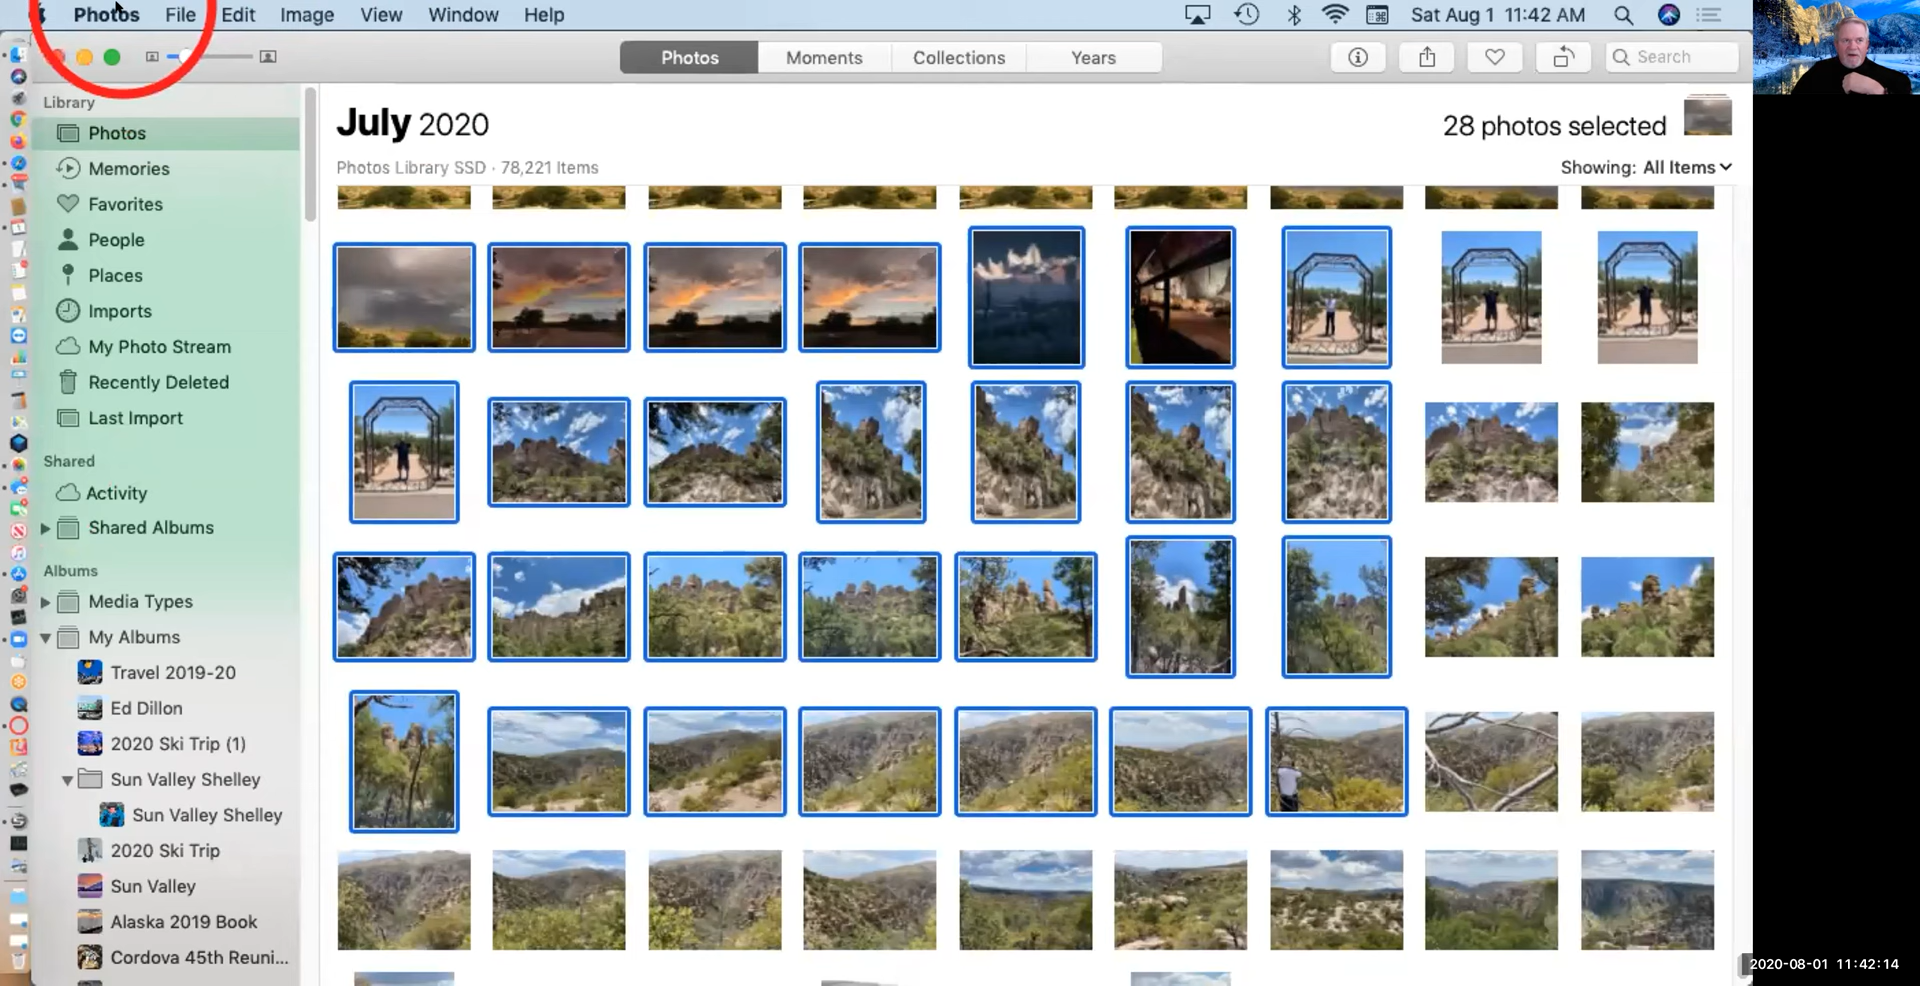 Photos File Edit Image View Window Help Sat Aug 1 11:42 AM
Photos Moments Collections Years Search
Library
Photos
Memories
Favorites
People
Places
Imports
My Photo Stream
Recently Deleted
Last Import
Shared
Activity
Shared Albums
Albums
Media Types
My Albums
Travel 2019-20
Ed Dillon
2020 Ski Trip (1)
Sun Valley Shelley
Sun Valley Shelley
2020 Ski Trip
Sun Valley
Alaska 2019 Book
Cordova 45th Reuni...
July 2020
28 photos selected
Photos Library SSD · 78,221 Items
Showing: All Items
2020-08-01 11:42:14